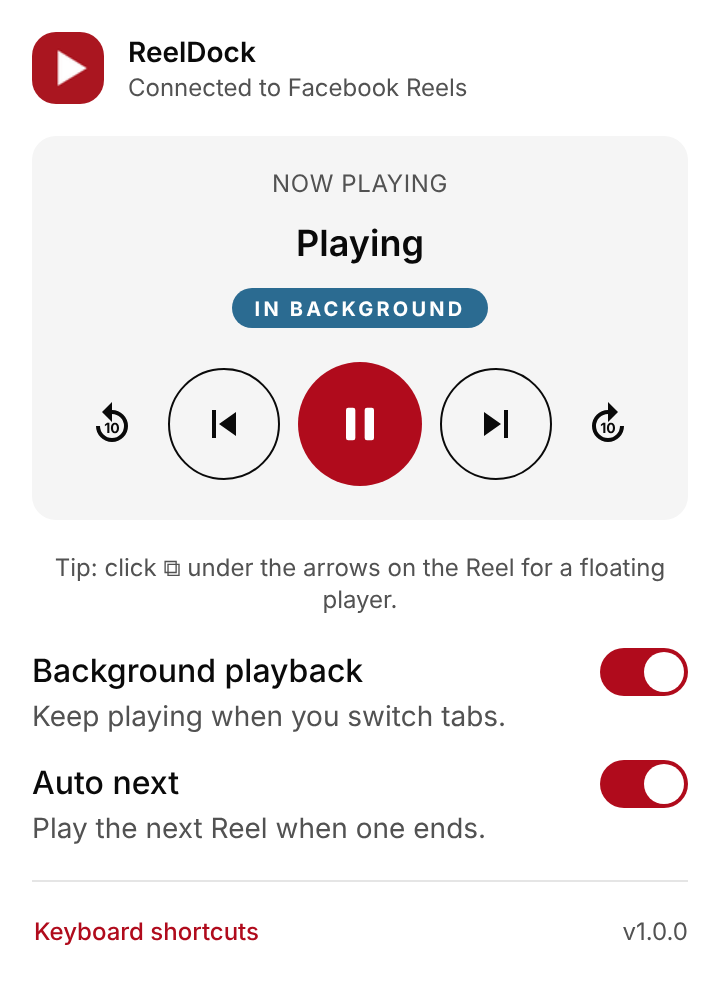 ReelDock
Connected to Facebook Reels
NOW PLAYING
Playing
IN BACKGROUND
10
10
Tip: click ⧉ under the arrows on the Reel for a floating
player.
Background playback
Keep playing when you switch tabs.
Auto next
Play the next Reel when one ends.
Keyboard shortcuts
v1.0.0